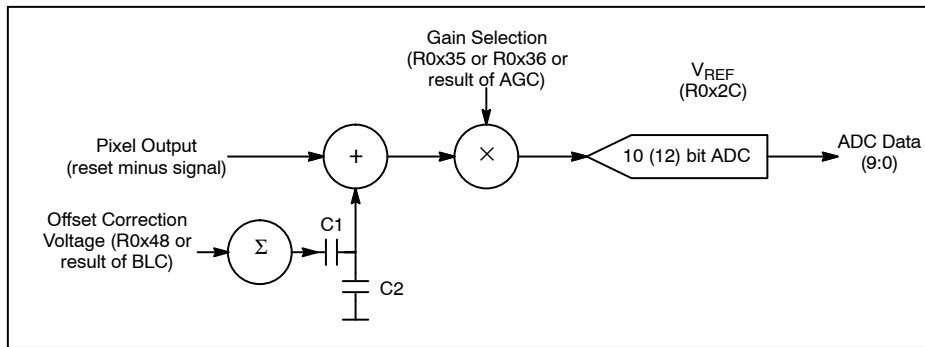 Gain Selection
(R0x35 or R0x36 or
result of AGC)
V_REF
(R0x2C)
Pixel Output
(reset minus signal)
+
×
10 (12) bit ADC
ADC Data
(9:0)
Offset Correction
Voltage (R0x48 or
result of BLC)
Σ
C1
C2